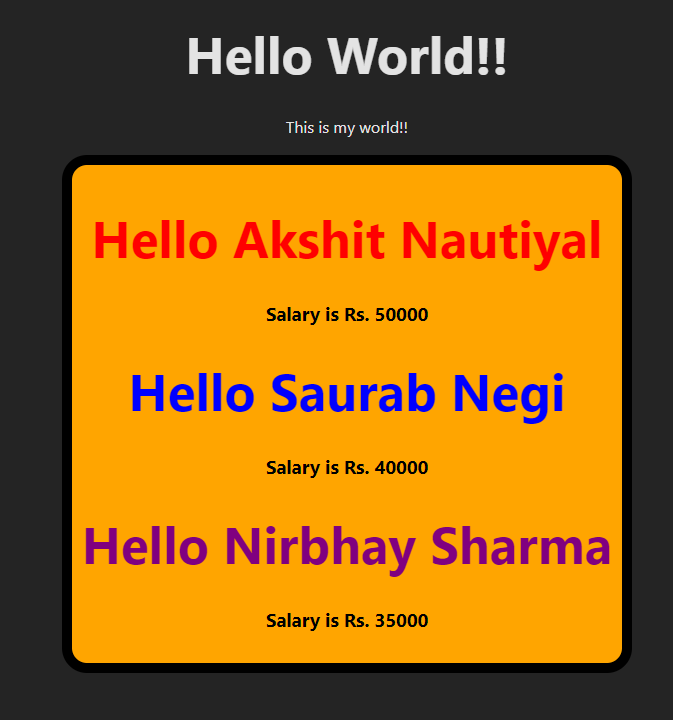 Hello World!!
This is my world!!
Hello Akshit Nautiyal
Salary is Rs. 50000
Hello Saurab Negi
Salary is Rs. 40000
Hello Nirbhay Sharma
Salary is Rs. 35000